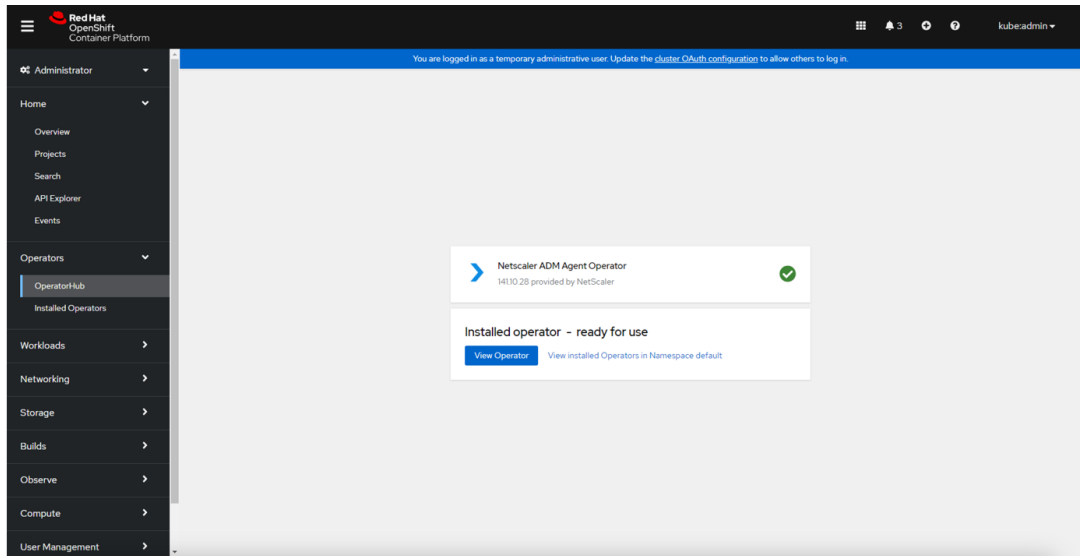 Red Hat
OpenShift
Container Platform
3
kube:admin
You are logged in as a temporary administrative user. Update the cluster OAuth configuration to allow others to log in.
Administrator
Home
Overview
Projects
Search
API Explorer
Events
Operators
OperatorHub
Installed Operators
Workloads
Networking
Storage
Builds
Observe
Compute
User Management
Netscaler ADM Agent Operator
141.10.28 provided by NetScaler
Installed operator - ready for use
View Operator
View installed Operators in Namespace default